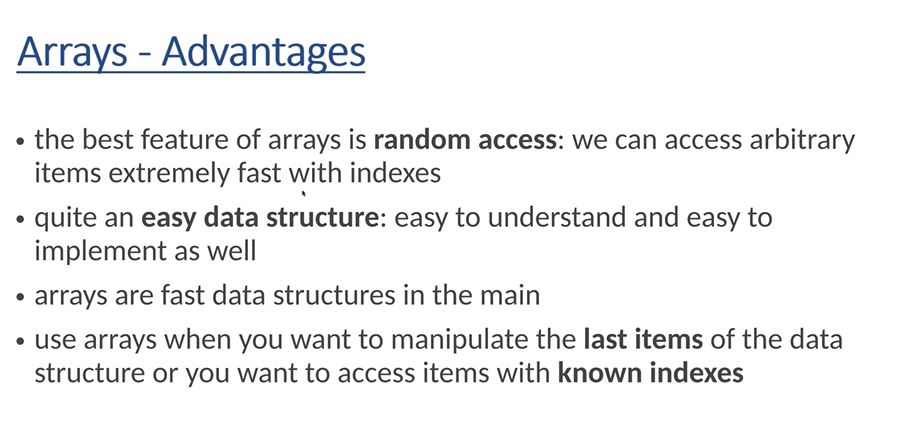 Arrays - Advantages
• the best feature of arrays is random access: we can access arbitrary
items extremely fast with indexes
• quite an easy data structure: easy to understand and easy to
implement as well
• arrays are fast data structures in the main
• use arrays when you want to manipulate the last items of the data
structure or you want to access items with known indexes